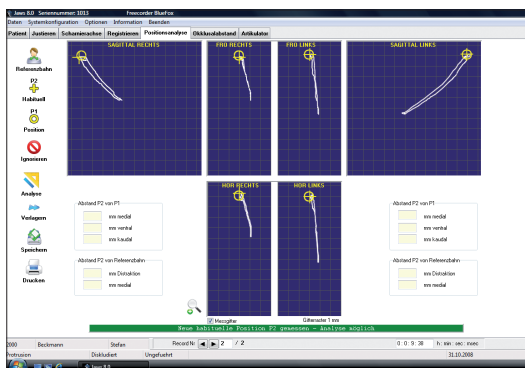 Jaws 8.0 Seriennummer: 1013 Freecorder BlueFox
Daten Systemkonfiguration Optionen Information Beenden
Patient Justieren Scharnierachse Registrieren Positionsanalyse Okklusalabstand Artikulator
SAGITTAL RECHTS FRO RECHTS FRO LINKS SAGITTAL LINKS
Referenzbahn
P2
Habituell
P1
Position
Ignorieren
HOR RECHTS HOR LINKS
Analyse
Verlagern
Speichern
Drucken
Abstand P2 von P1
mm medial
mm ventral
mm kaudal
Abstand P2 von Referenzbahn
mm Distraktion
mm medial
Abstand P2 von P1
mm medial
mm ventral
mm kaudal
Abstand P2 von Referenzbahn
mm Distraktion
mm medial
Messgitter Gitterraster 1 mm
Neue habituelle Position P2 gemessen - Analyse möglich
2000 Beckmann Stefan Record Nr. 2 / 2 0: 0: 9: 38 h: min: sec: msec
Protrusion Diskludiert Ungefuehrt 31.10.2008
Jaws 8.0